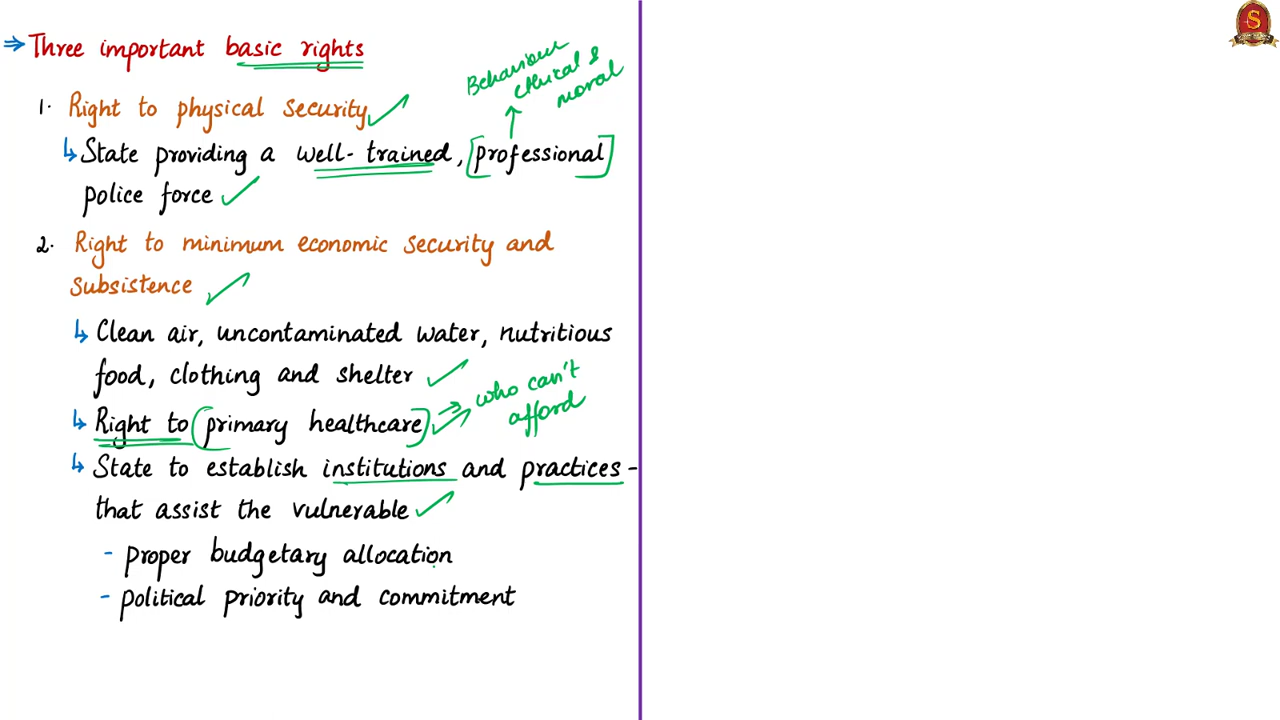 ⇒ Three important basic rights
1. Right to physical security ✓
Behaviour
ethical &
moral
↳ State providing a well-trained, [professional]
police force ✓
2. Right to minimum economic security and
subsistence ✓
↳ Clean air, uncontaminated water, nutritious
food, clothing and shelter ✓
↳ Right to (primary healthcare] ⇒ who can't
afford
↳ State to establish institutions and practices -
that assist the vulnerable ✓
- proper budgetary allocation
- political priority and commitment
S